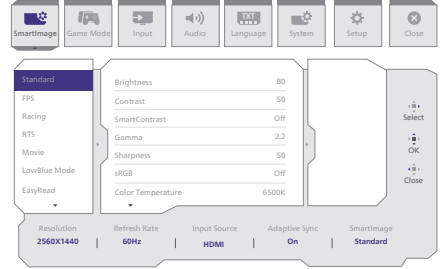 SmartImage Game Mode Input Audio TXT Language System Setup Close
Standard
FPS
Racing
RTS
Movie
LowBlue Mode
EasyRead
Brightness 80
Contrast 50
SmartContrast Off
Gamma 2.2
Sharpness 50
sRGB Off
Color Temperature 6500K
Select
OK
Close
Resolution Refresh Rate Input Source Adaptive Sync SmartImage
2560X1440 | 60Hz | HDMI | On | Standard